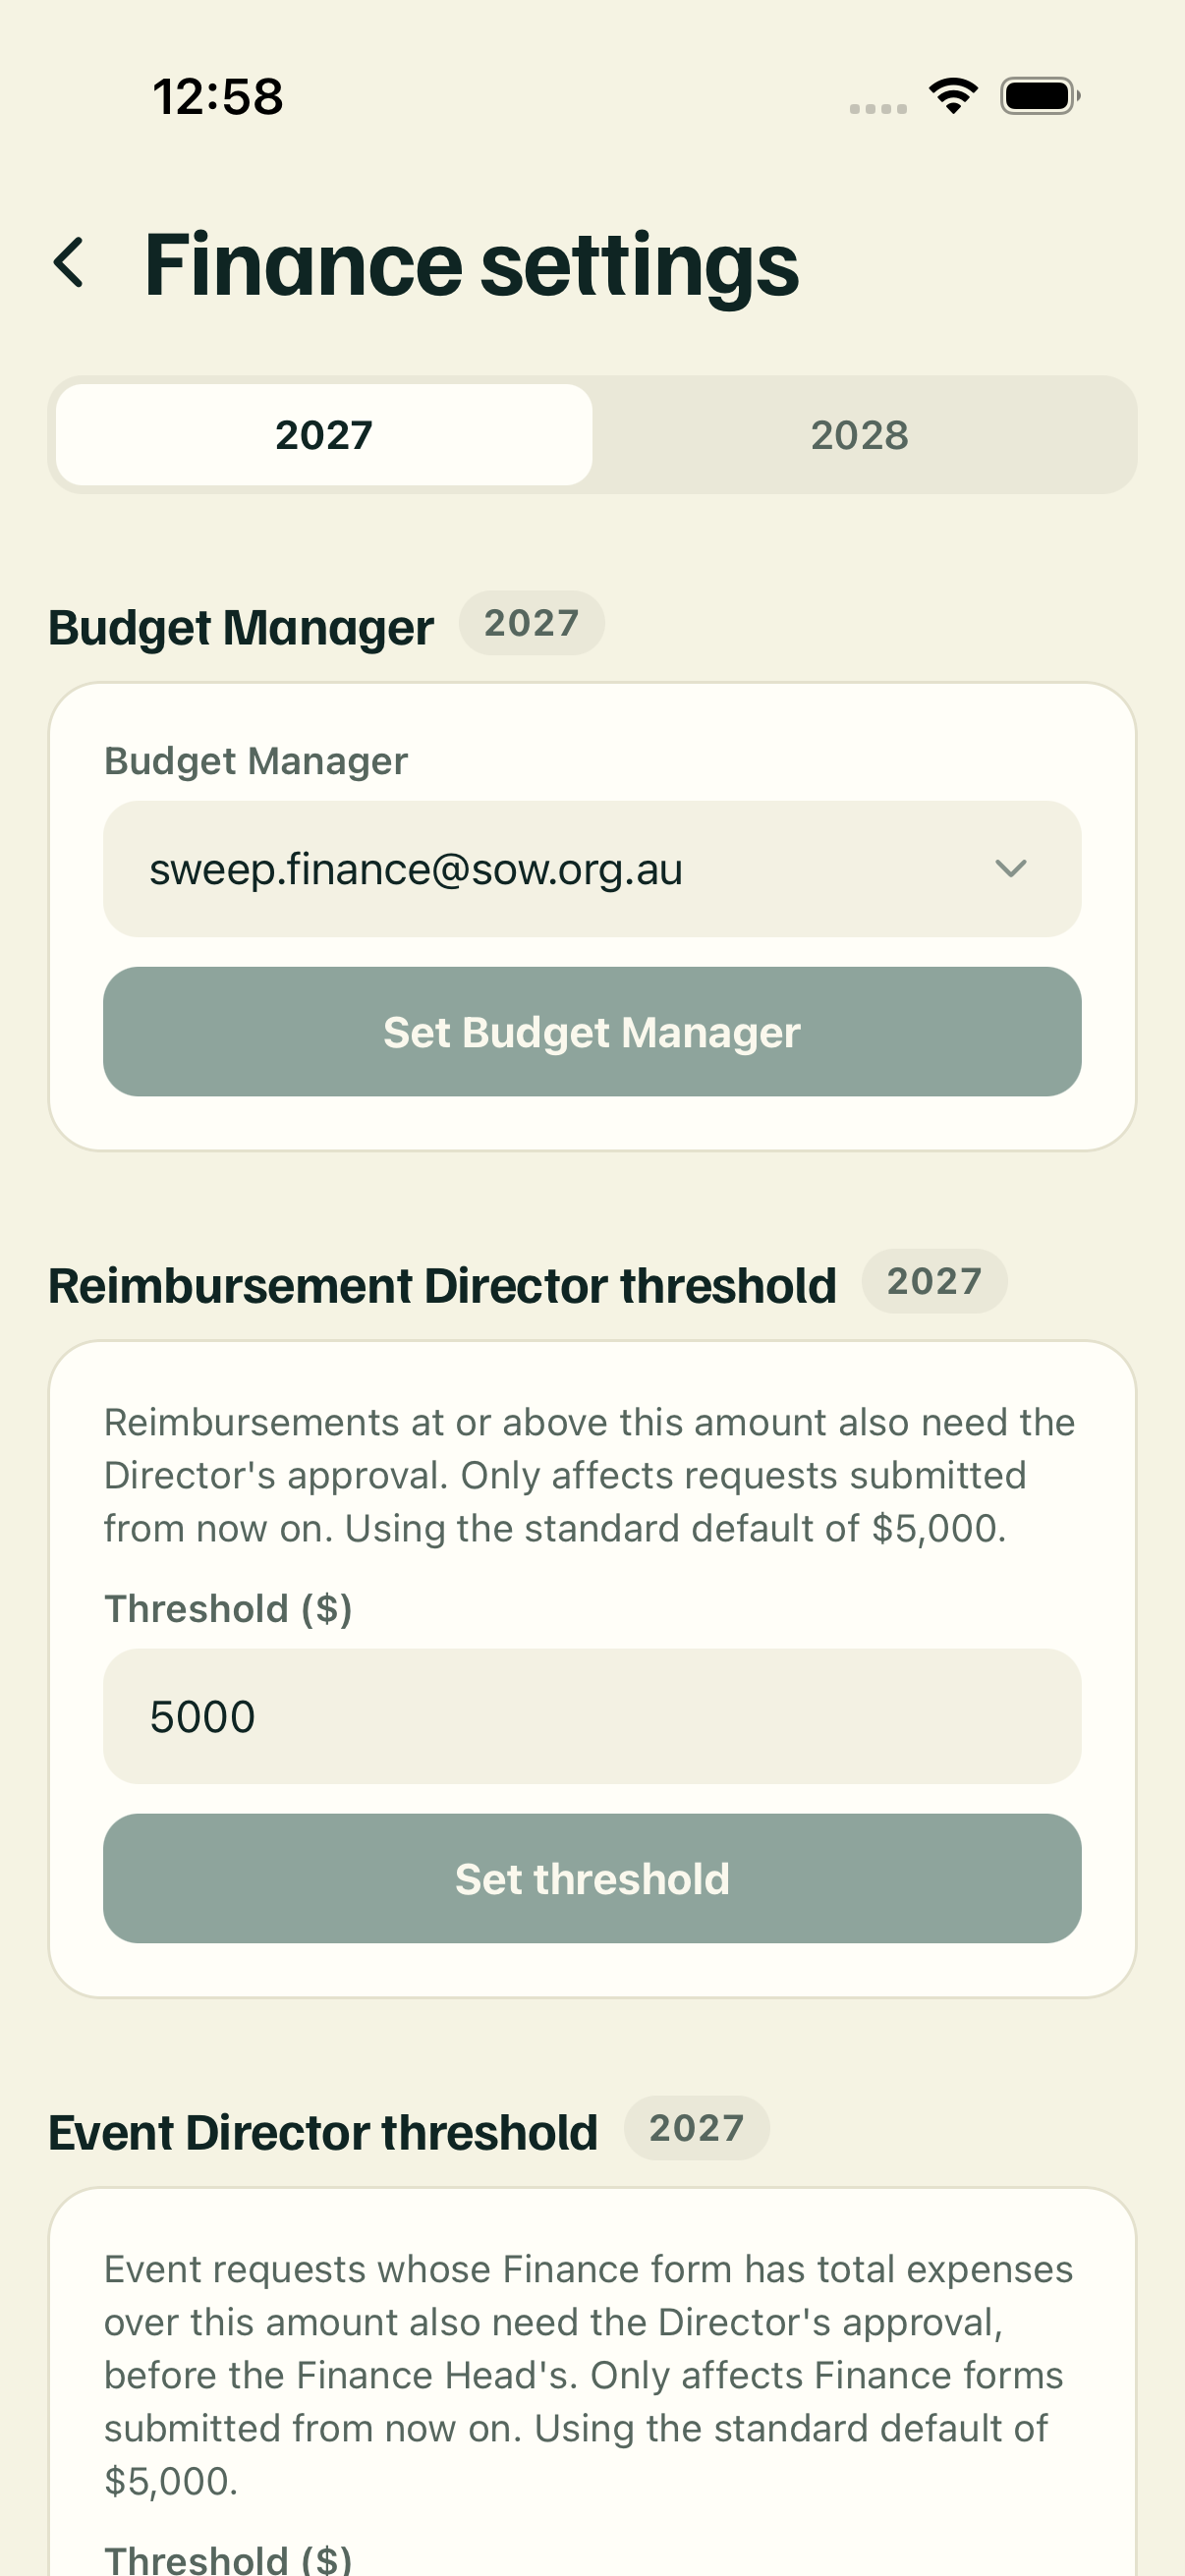 12:58
Finance settings
2027
2028
Budget Manager 2027
Budget Manager
sweep.finance@sow.org.au
Set Budget Manager
Reimbursement Director threshold 2027
Reimbursements at or above this amount also need the
Director's approval. Only affects requests submitted
from now on. Using the standard default of $5,000.
Threshold ($)
5000
Set threshold
Event Director threshold 2027
Event requests whose Finance form has total expenses
over this amount also need the Director's approval,
before the Finance Head's. Only affects Finance forms
submitted from now on. Using the standard default of
$5,000.
Threshold ($)